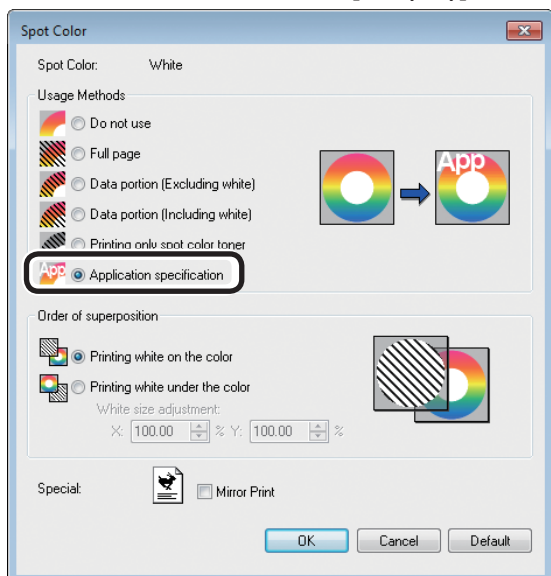 Spot Color
Spot Color: White
Usage Methods
Do not use
Full page
Data portion (Excluding white)
App
Data portion (Including white)
Printing only spot color toner
App Application specification
Order of superposition
Printing white on the color
Printing white under the color
White size adjustment:
X: 100.00 % Y: 100.00 %
Special: Mirror Print
OK Cancel Default